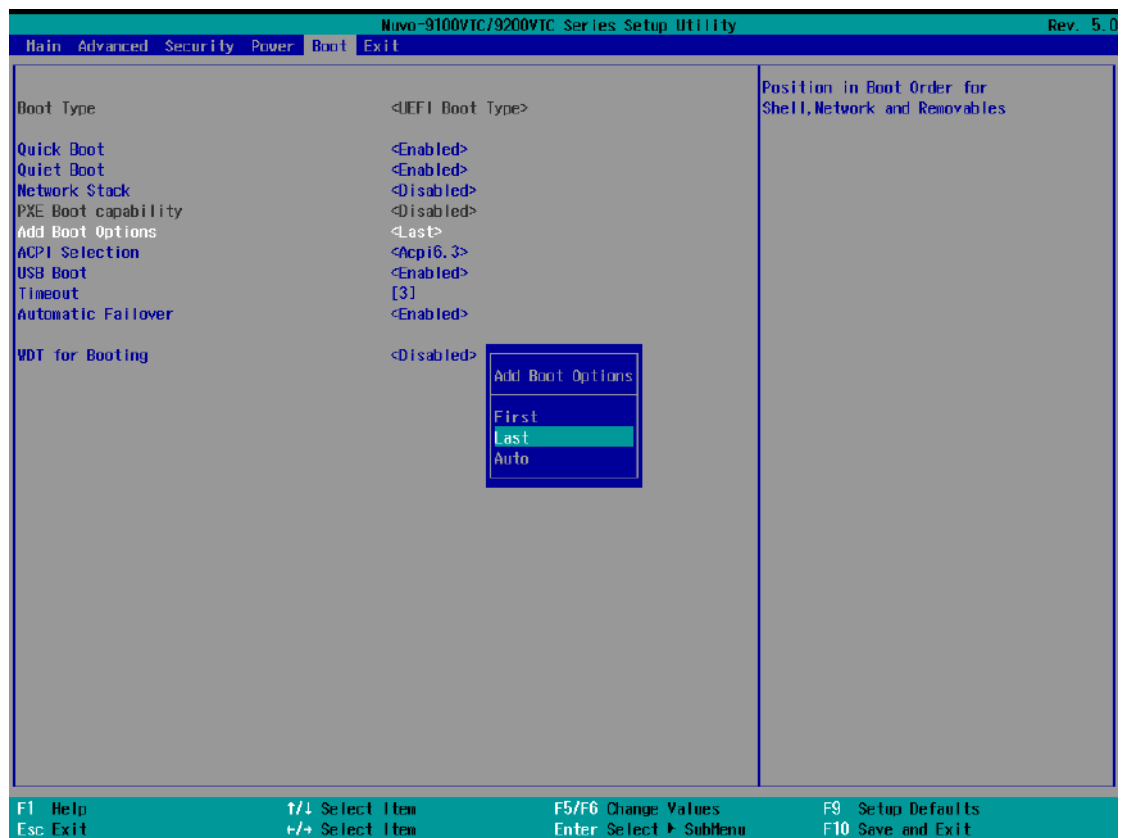 Nuvo-9100VTC/9200VTC Series Setup Utility Rev. 5.0
Main Advanced Security Power Boot Exit
Position in Boot Order for
Boot Type <UEFI Boot Type> Shell,Network and Removables
Quick Boot <Enabled>
Quiet Boot <Enabled>
Network Stack <Disabled>
PXE Boot capability <Disabled>
Add Boot Options <Last>
ACPI Selection <Acpi6.3>
USB Boot <Enabled>
Timeout [3]
Automatic Failover <Enabled>
WDT for Booting <Disabled>
Add Boot Options
First
Last
Auto
F1 Help ↑/↓ Select Item F5/F6 Change Values F9 Setup Defaults
Esc Exit ←/→ Select Item Enter Select ▶ SubMenu F10 Save and Exit